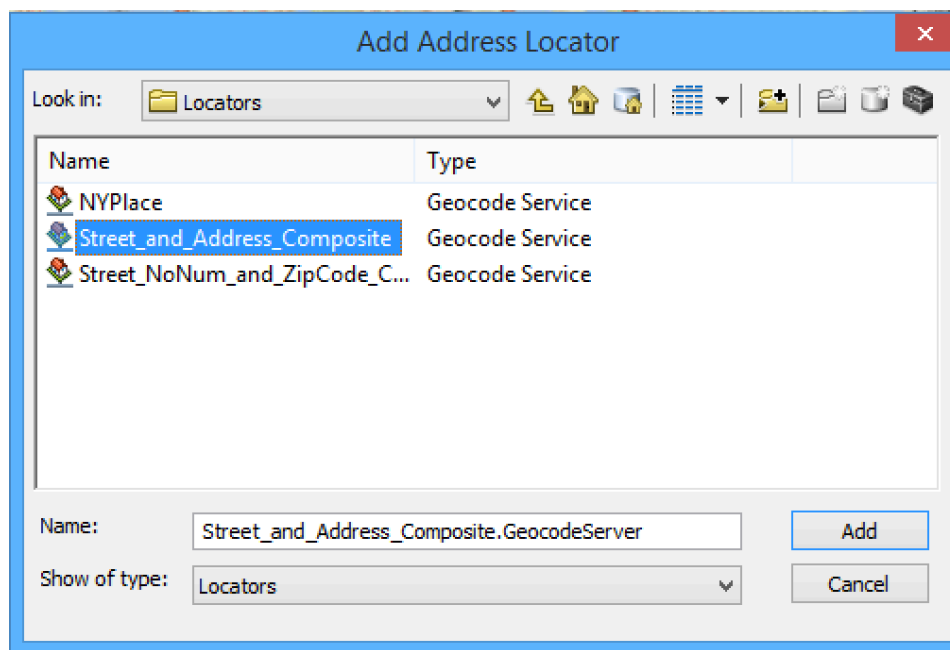 Add Address Locator
Look in: Locators
Name Type
NYPlace Geocode Service
Street_and_Address_Composite Geocode Service
Street_NoNum_and_ZipCode_C... Geocode Service
Name: Street_and_Address_Composite.GeocodeServer Add
Show of type: Locators Cancel